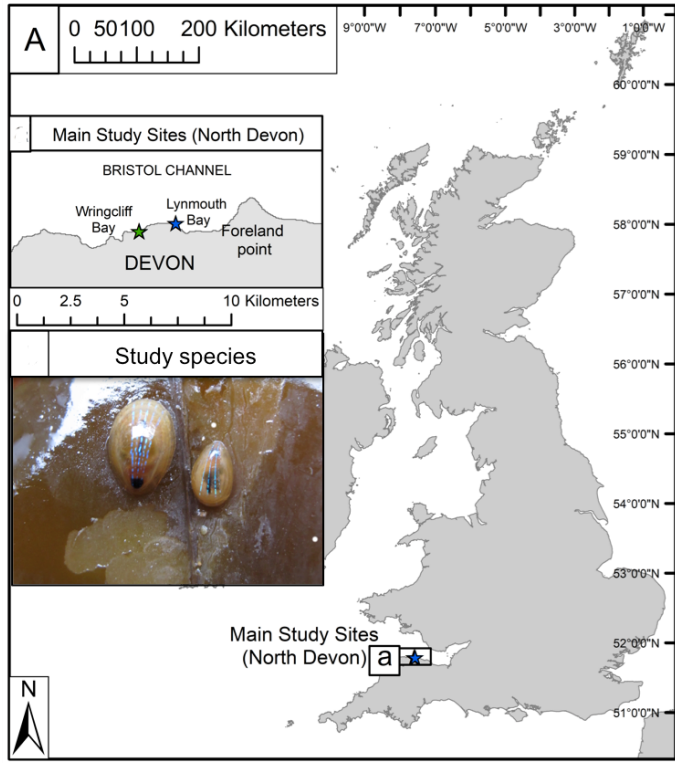 A
0 50 100 200 Kilometers
9°0'0"W 7°0'0"W 5°0'0"W 3°0'0"W 1°0'0"W
60°0'0"N
59°0'0"N
58°0'0"N
57°0'0"N
56°0'0"N
55°0'0"N
54°0'0"N
53°0'0"N
52°0'0"N
51°0'0"N
Main Study Sites (North Devon)
BRISTOL CHANNEL
Wringcliff
Bay
Lynmouth
Bay
Foreland
point
DEVON
0 2.5 5 10 Kilometers
Study species
Main Study Sites
(North Devon)
a
N